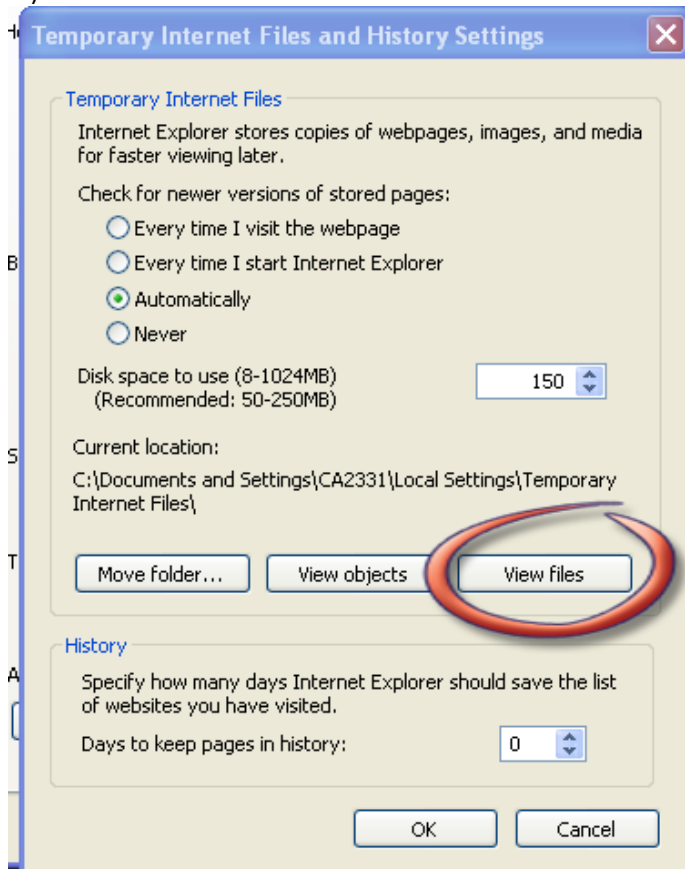 Temporary Internet Files and History Settings
Temporary Internet Files
Internet Explorer stores copies of webpages, images, and media
for faster viewing later.
Check for newer versions of stored pages:
Every time I visit the webpage
Every time I start Internet Explorer
Automatically
Never
Disk space to use (8-1024MB)
150
(Recommended: 50-250MB)
Current location:
C:\Documents and Settings\CA2331\Local Settings\Temporary
Internet Files\
Move folder... View objects View files
History
Specify how many days Internet Explorer should save the list
of websites you have visited.
Days to keep pages in history: 0
OK Cancel